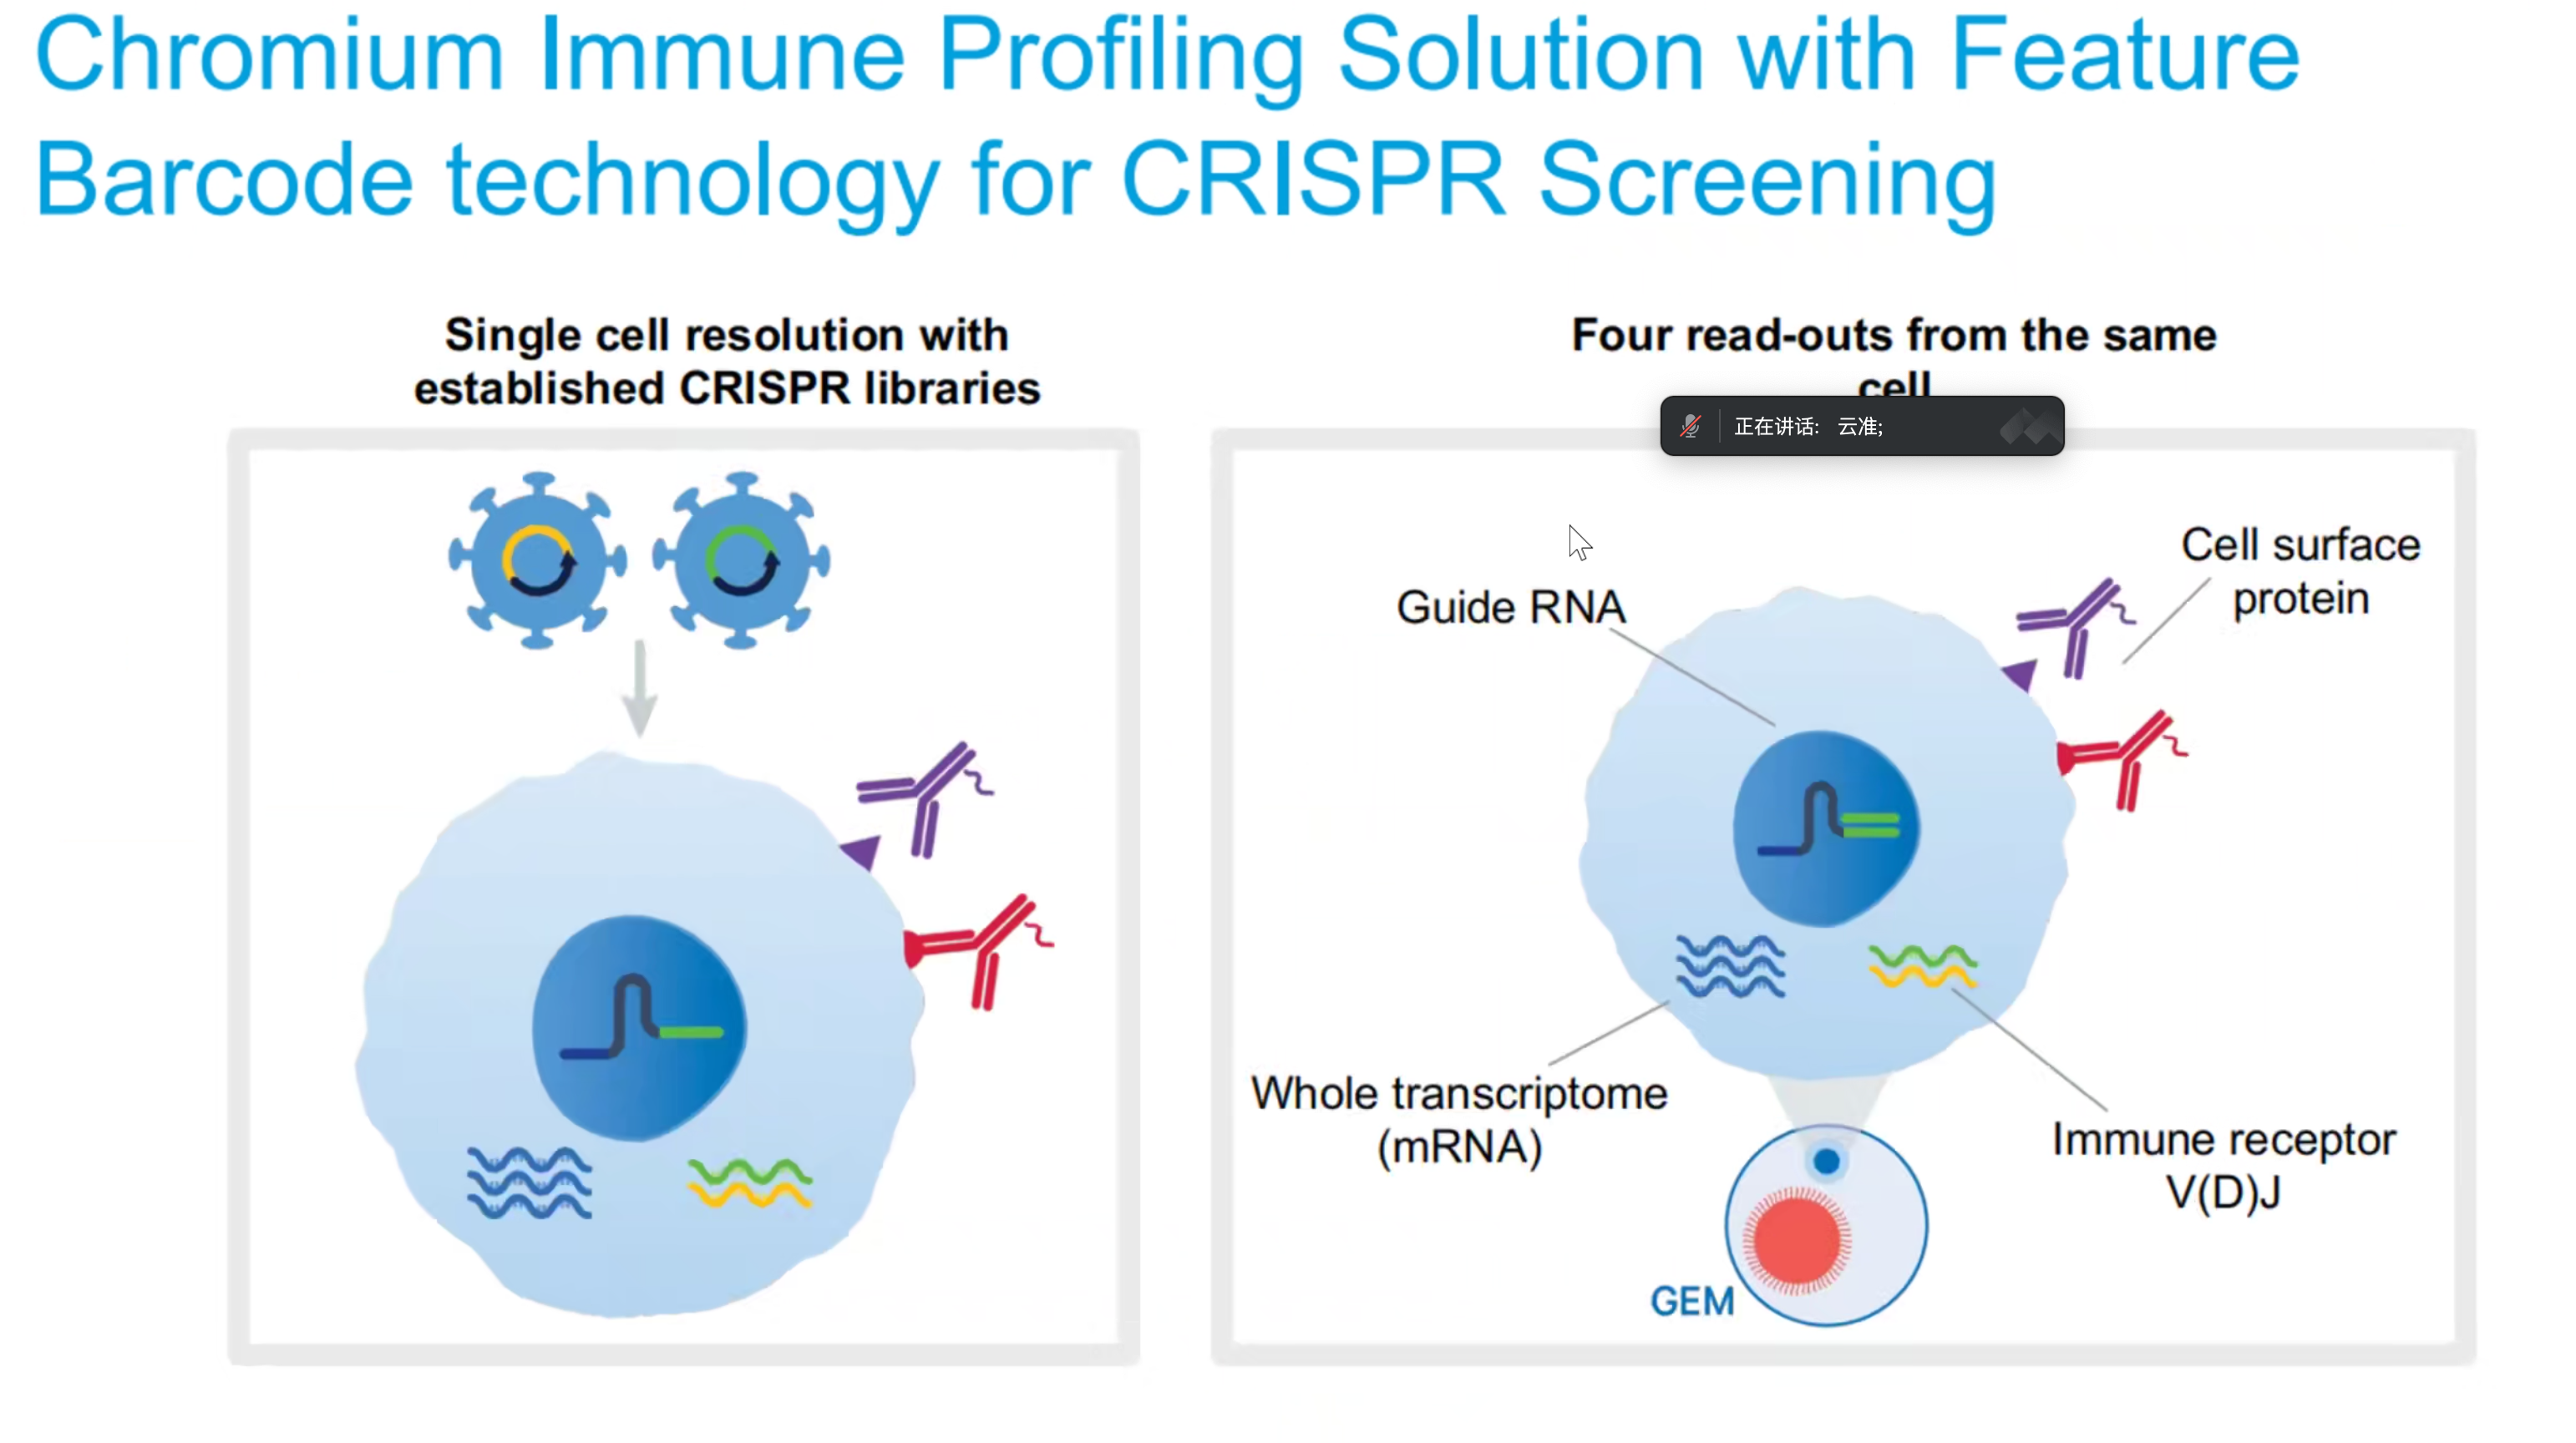 Chromium Immune Profiling Solution with Feature
Barcode technology for CRISPR Screening
Single cell resolution with
established CRISPR libraries
Four read-outs from the same
cell
正在讲话: 云准;
Guide RNA
Cell surface
protein
Whole transcriptome
(mRNA)
Immune receptor
V(D)J
GEM